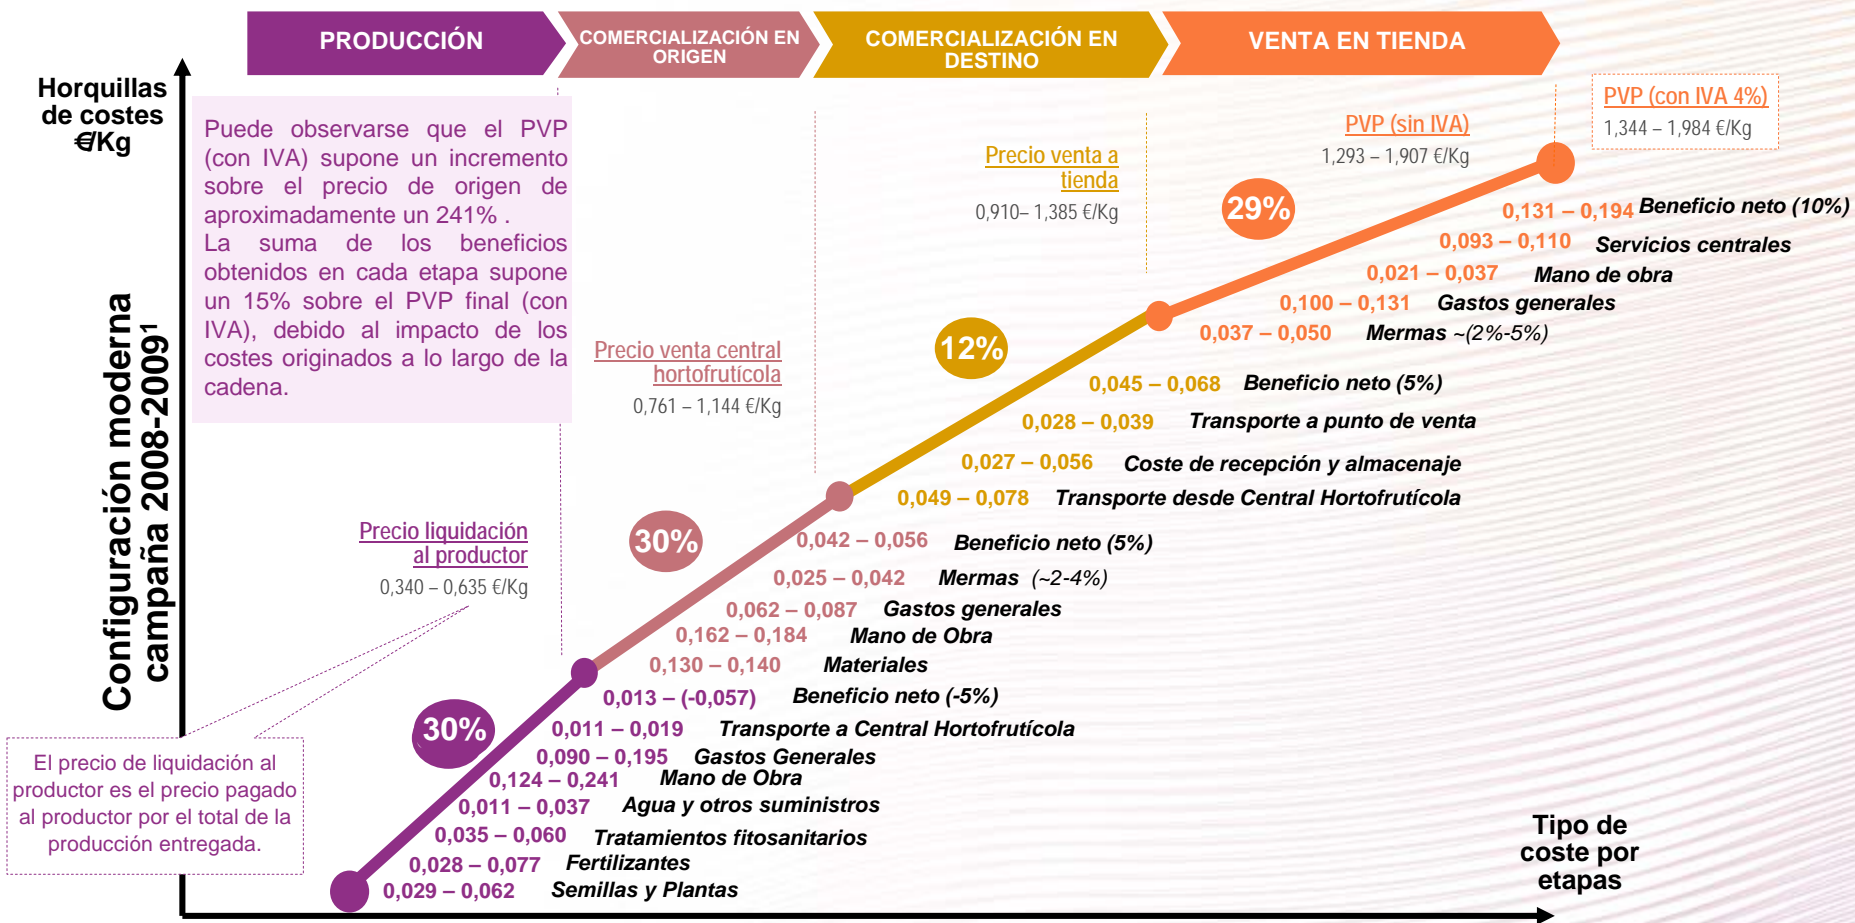 PRODUCCIÓN
COMERCIALIZACIÓN EN
ORIGEN
COMERCIALIZACIÓN EN
DESTINO
VENTA EN TIENDA
Horquillas
de costes
€/Kg
Configuración moderna
campaña 2008-2009¹
Puede observarse que el PVP
(con IVA) supone un incremento
sobre el precio de origen de
aproximadamente un 241% .
La suma de los beneficios
obtenidos en cada etapa supone
un 15% sobre el PVP final (con
IVA), debido al impacto de los
costes originados a lo largo de la
cadena.
PVP (con IVA 4%)
1,344 – 1,984 €/Kg
PVP (sin IVA)
1,293 – 1,907 €/Kg
Precio venta a
tienda
0,910– 1,385 €/Kg
Precio venta central
hortofrutícola
0,761 – 1,144 €/Kg
Precio liquidación
al productor
0,340 – 0,635 €/Kg
29%
0,131 – 0,194 Beneficio neto (10%)
0,093 – 0,110 Servicios centrales
0,021 – 0,037 Mano de obra
0,100 – 0,131 Gastos generales
0,037 – 0,050 Mermas ~(2%-5%)
12%
0,045 – 0,068 Beneficio neto (5%)
0,028 – 0,039 Transporte a punto de venta
0,027 – 0,056 Coste de recepción y almacenaje
0,049 – 0,078 Transporte desde Central Hortofrutícola
30%
0,042 – 0,056 Beneficio neto (5%)
0,025 – 0,042 Mermas (~2-4%)
0,062 – 0,087 Gastos generales
0,162 – 0,184 Mano de Obra
0,130 – 0,140 Materiales
30%
0,013 – (-0,057) Beneficio neto (-5%)
0,011 – 0,019 Transporte a Central Hortofrutícola
0,090 – 0,195 Gastos Generales
0,124 – 0,241 Mano de Obra
0,011 – 0,037 Agua y otros suministros
0,035 – 0,060 Tratamientos fitosanitarios
0,028 – 0,077 Fertilizantes
0,029 – 0,062 Semillas y Plantas
El precio de liquidación al
productor es el precio pagado
al productor por el total de la
producción entregada.
Tipo de
coste por
etapas